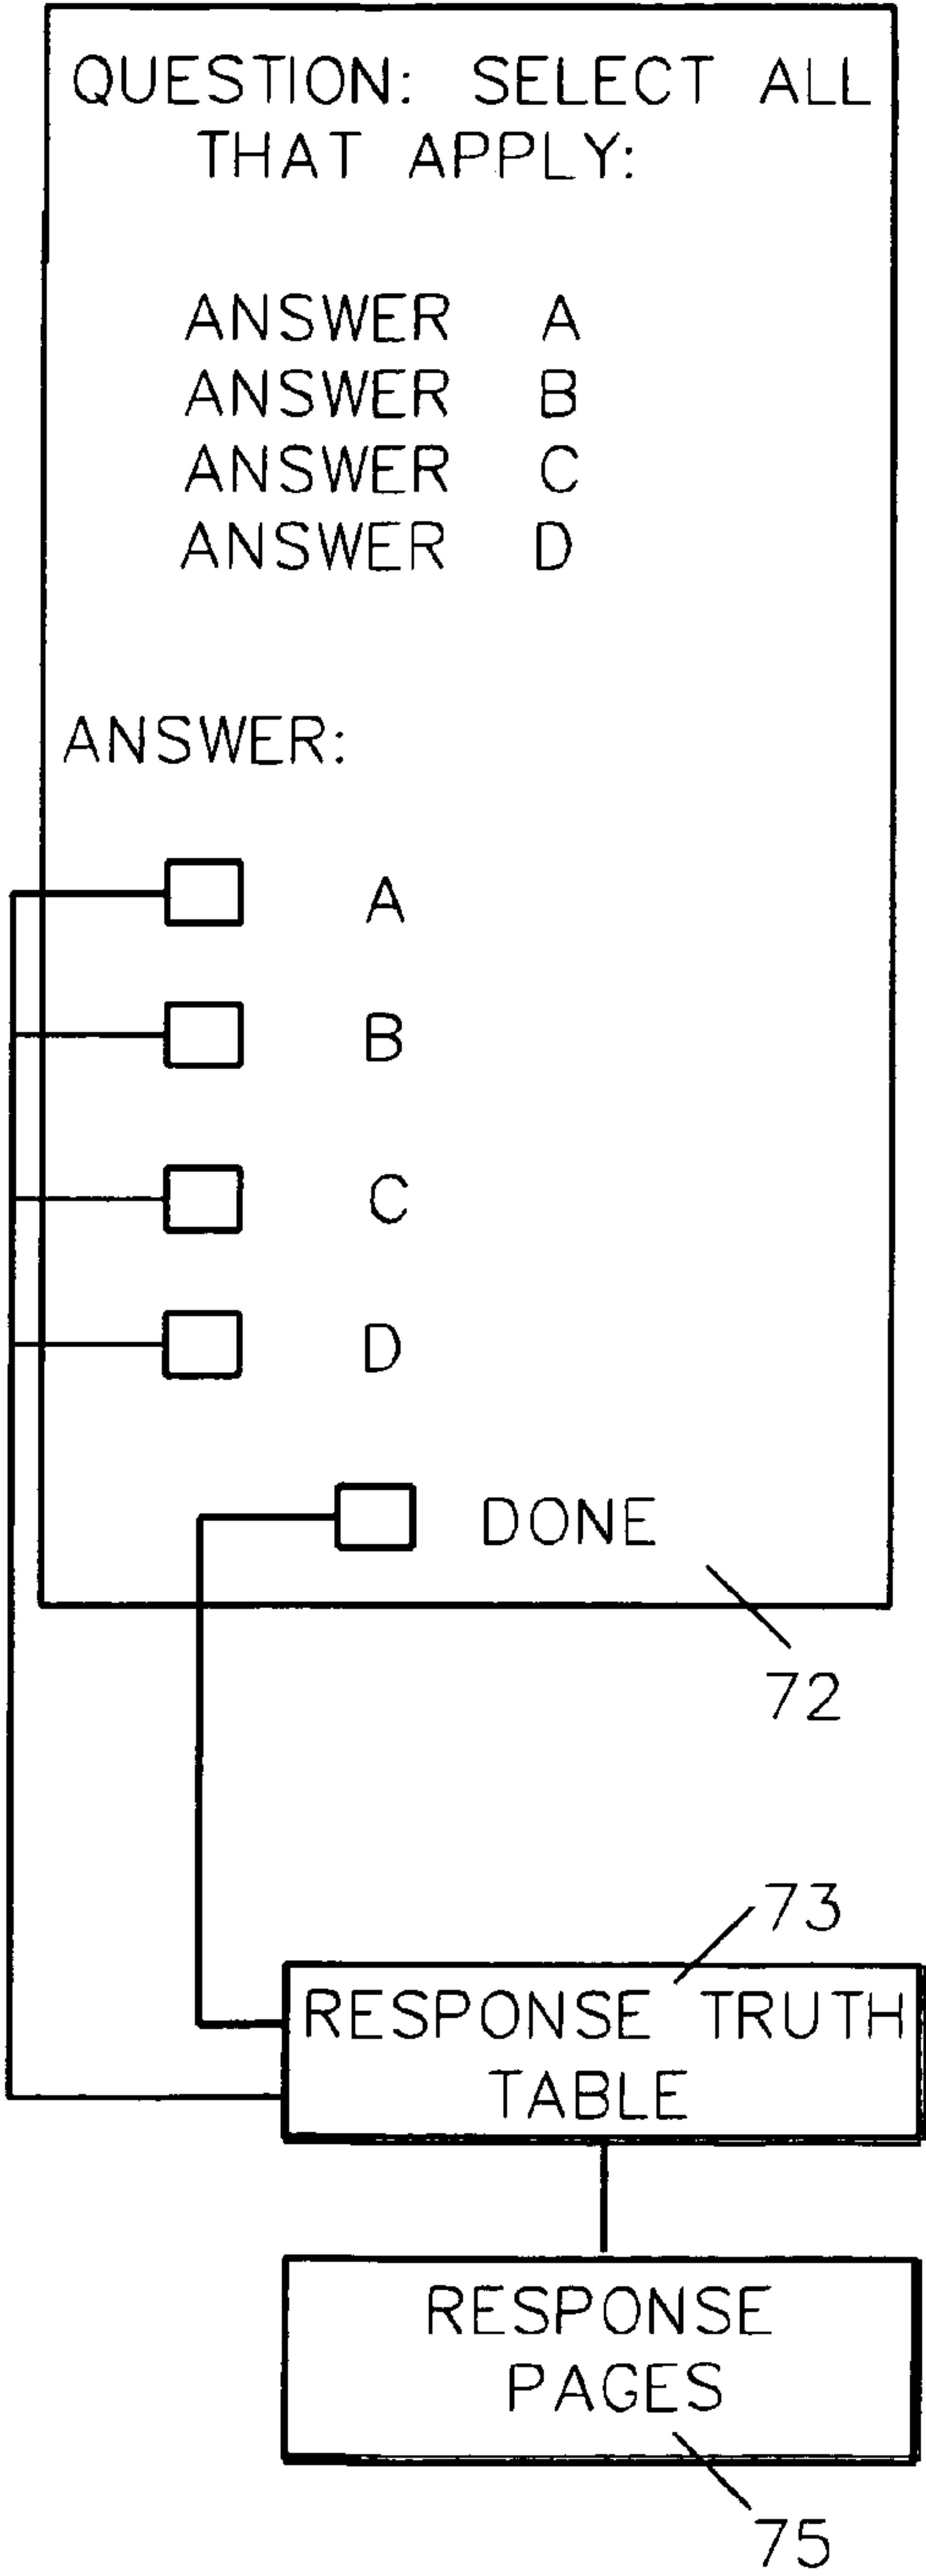 QUESTION: SELECT ALL
THAT APPLY:
ANSWER A
ANSWER B
ANSWER C
ANSWER D
ANSWER:
A
B
C
D
DONE
72
73
RESPONSE TRUTH
TABLE
RESPONSE
PAGES
75